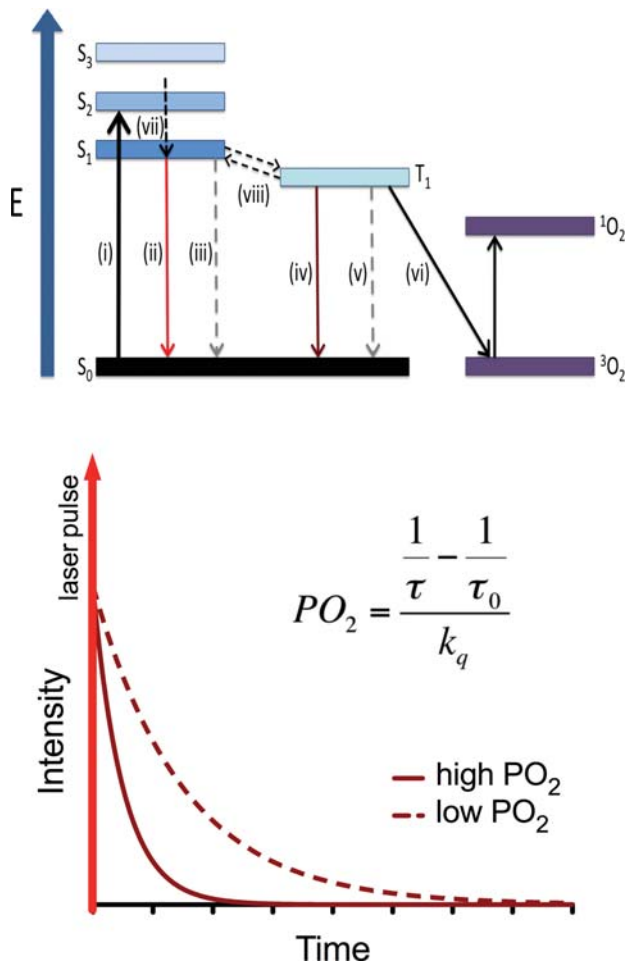 E
S₃
S₂
(vii)
S₁
(viii)
T₁
¹O₂
(i)
(ii)
(iii)
(iv)
(v)
(vi)
S₀
³O₂
laser pulse
Intensity
PO₂ = (1/τ − 1/τ₀) / k_q
high PO₂
low PO₂
Time